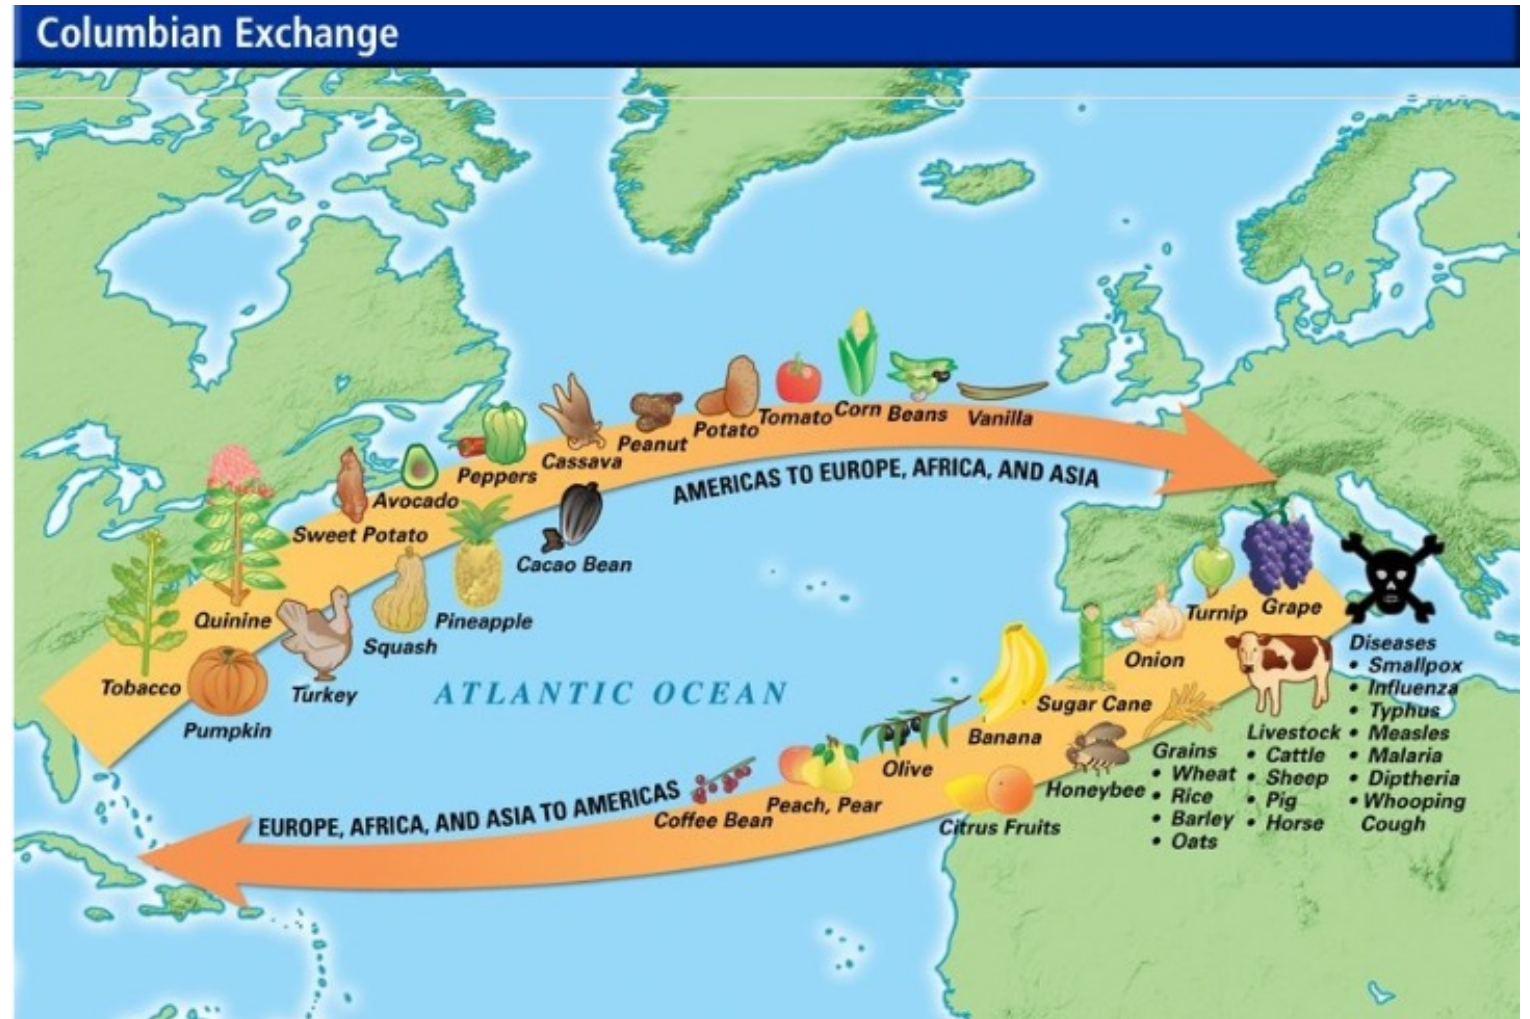 Columbian Exchange
Tobacco
Quinine
Pumpkin
Turkey
Sweet Potato
Avocado
Squash
Peppers
Pineapple
Cassava
Cacao Bean
Peanut
Potato
Tomato
Corn
Beans
Vanilla
AMERICAS TO EUROPE, AFRICA, AND ASIA
ATLANTIC OCEAN
EUROPE, AFRICA, AND ASIA TO AMERICAS
Coffee Bean
Peach, Pear
Olive
Citrus Fruits
Banana
Sugar Cane
Honeybee
Onion
Turnip
Grape
Grains
• Wheat
• Rice
• Barley
• Oats
Livestock
• Cattle
• Sheep
• Pig
• Horse
Diseases
• Smallpox
• Influenza
• Typhus
• Measles
• Malaria
• Diptheria
• Whooping
Cough